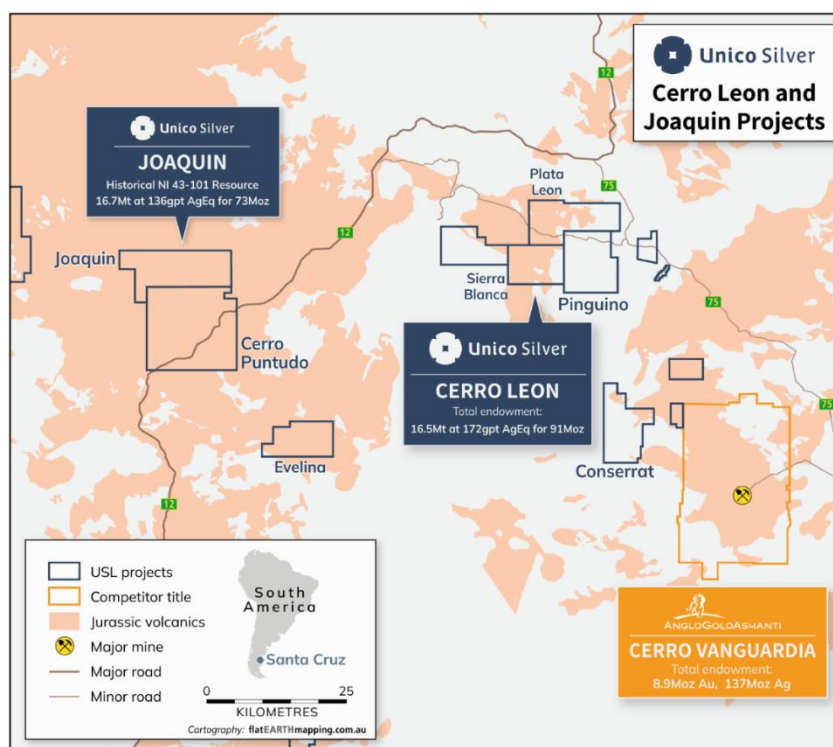 Unico Silver
Cerro Leon and
Joaquin Projects
12
Unico Silver
JOAQUIN
Historical NI 43-101 Resource
16.7Mt at 136gpt AgEq for 73Moz
Plata
Leon
75
12
Joaquin
Sierra
Blanca
Pinguino
75
Cerro
Puntudo
Unico Silver
CERRO LEON
Total endowment:
16.5Mt at 172gpt AgEq for 91Moz
75
Evelina
Conserrat
12
USL projects
Competitor title
Jurassic volcanics
Major mine
Major road
Minor road
South
America
Santa Cruz
0 25
KILOMETRES
Cartography: flatEARTHmapping.com.au
ANGLOGOLDASHANTI
CERRO VANGUARDIA
Total endowment:
8.9Moz Au, 137Moz Ag